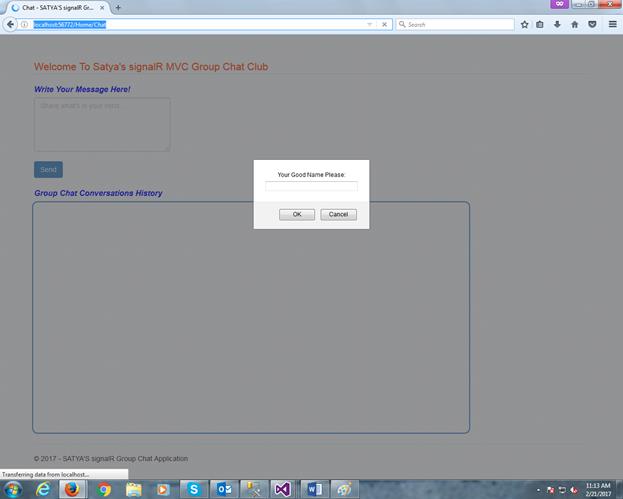 Chat - SATYA'S signalR Gr...
localhost:56772/Home/Chat
Search
Welcome To Satya's signalR MVC Group Chat Club
Write Your Message Here!
Share what's in your mind...
Send
Your Good Name Please:
OK
Cancel
Group Chat Conversations History
© 2017 - SATYA'S signalR Group Chat Application
Transferring data from localhost...
11:13 AM
2/21/2017